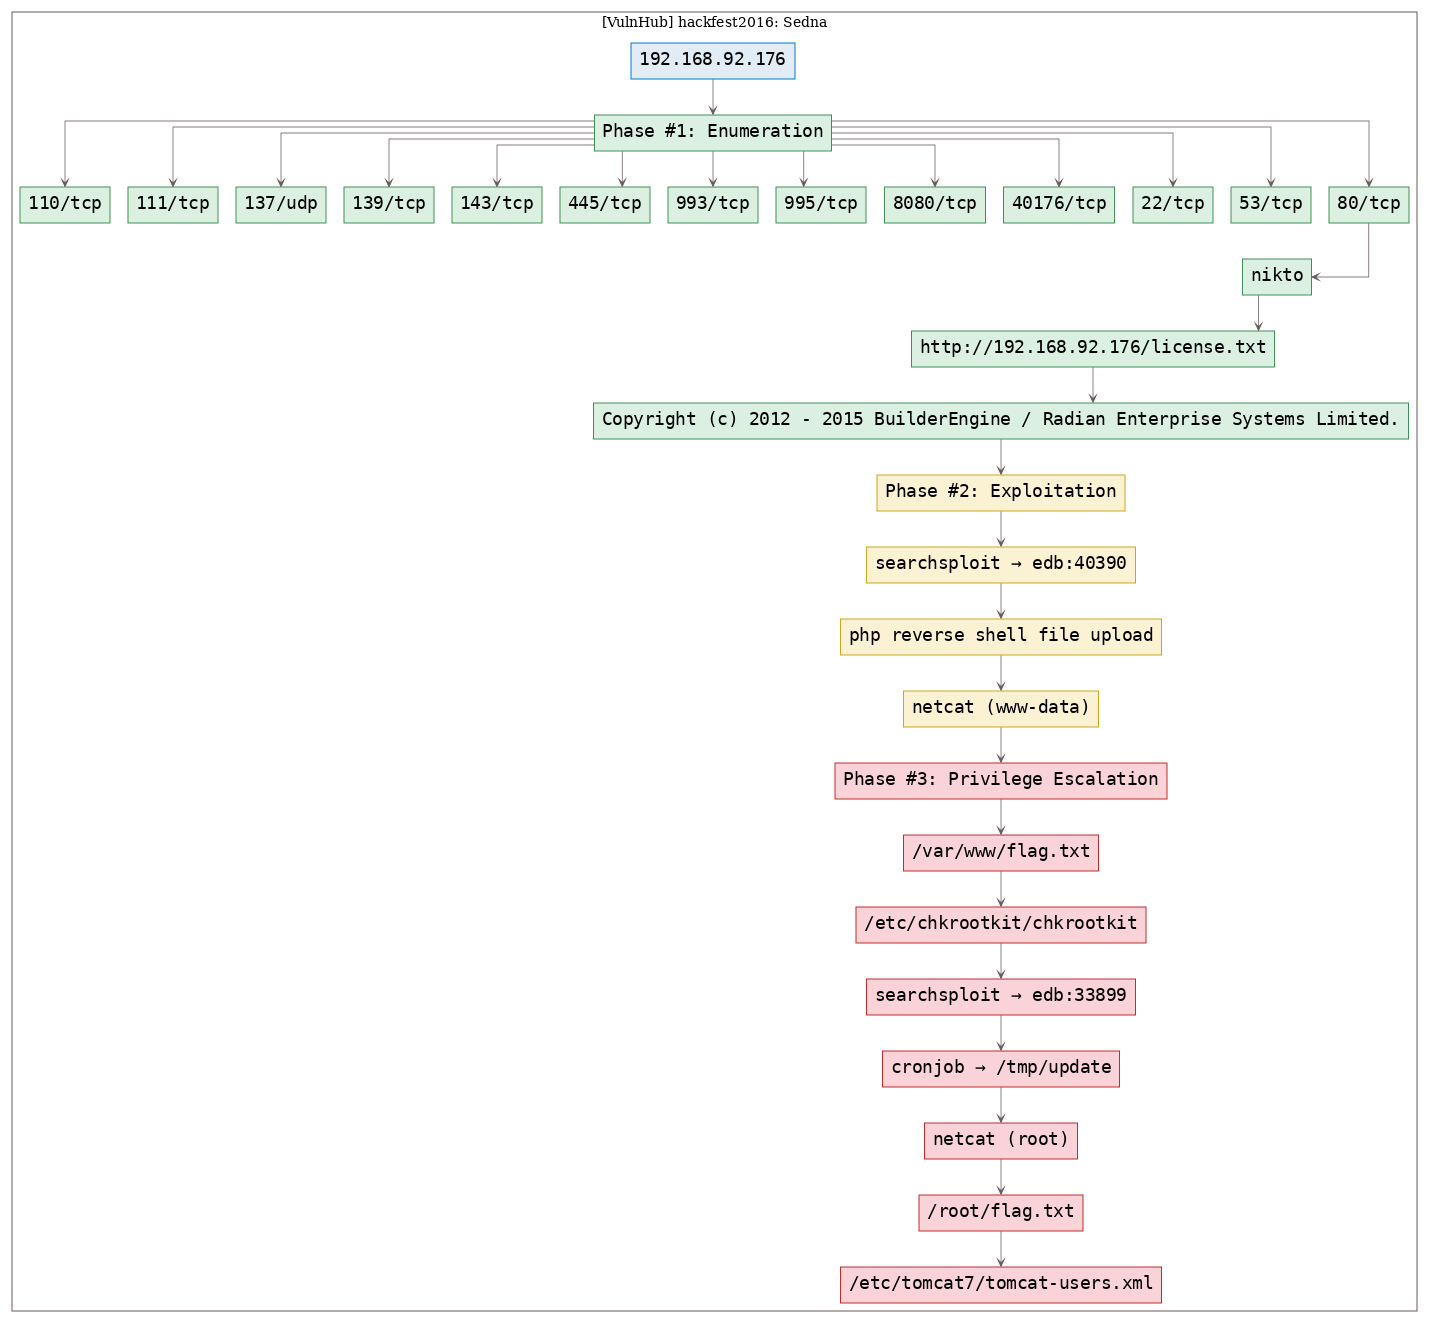 [VulnHub] hackfest2016: Sedna
192.168.92.176
Phase #1: Enumeration
110/tcp
111/tcp
137/udp
139/tcp
143/tcp
445/tcp
993/tcp
995/tcp
8080/tcp
40176/tcp
22/tcp
53/tcp
80/tcp
nikto
http://192.168.92.176/license.txt
Copyright (c) 2012 - 2015 BuilderEngine / Radian Enterprise Systems Limited.
Phase #2: Exploitation
searchsploit → edb:40390
php reverse shell file upload
netcat (www-data)
Phase #3: Privilege Escalation
/var/www/flag.txt
/etc/chkrootkit/chkrootkit
searchsploit → edb:33899
cronjob → /tmp/update
netcat (root)
/root/flag.txt
/etc/tomcat7/tomcat-users.xml